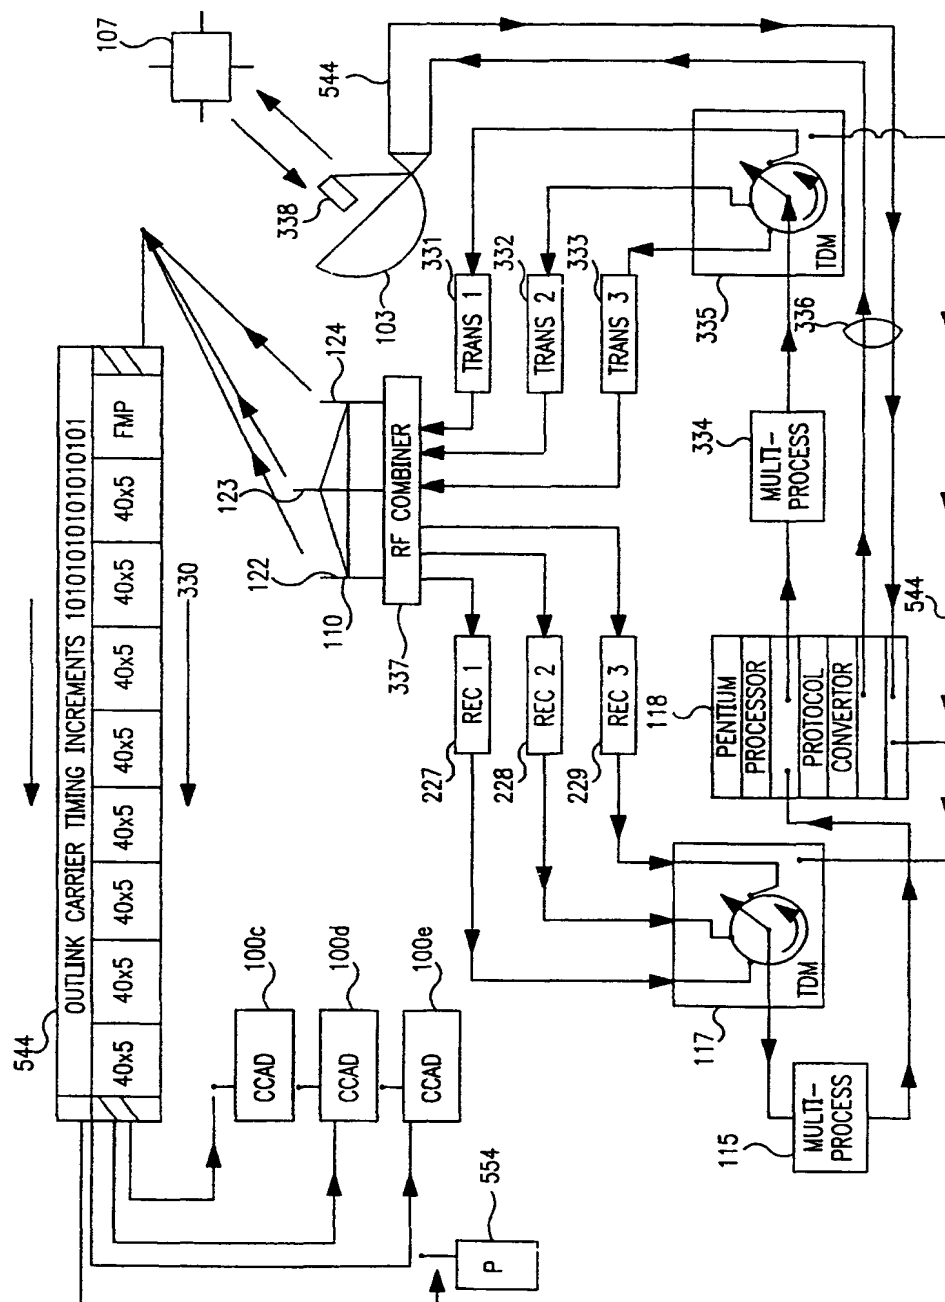 544
OUTLINK CARRIER TIMING INCREMENTS 101010101010101010101
40x5
40x5
40x5
40x5
40x5
40x5
40x5
40x5
FMP
330
107
338
103
544
100c
CCAD
100d
CCAD
100e
CCAD
554
P
122
123
124
110
RF COMBINER
337
331
TRANS 1
332
TRANS 2
333
TRANS 3
REC 1
227
REC 2
228
REC 3
229
117
TDM
115
MULTI-
PROCESS
118
PENTIUM
PROCESSOR
PROTOCOL
CONVERTOR
334
MULTI-
PROCESS
335
TDM
336
544